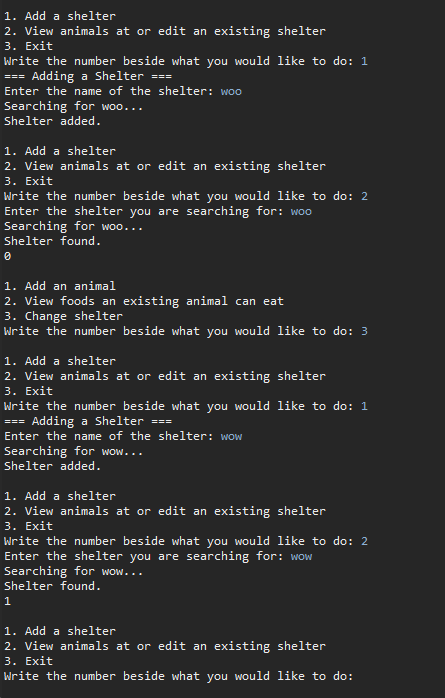 1. Add a shelter
2. View animals at or edit an existing shelter
3. Exit
Write the number beside what you would like to do: 1
=== Adding a Shelter ===
Enter the name of the shelter: woo
Searching for woo...
Shelter added.
1. Add a shelter
2. View animals at or edit an existing shelter
3. Exit
Write the number beside what you would like to do: 2
Enter the shelter you are searching for: woo
Searching for woo...
Shelter found.
0
1. Add an animal
2. View foods an existing animal can eat
3. Change shelter
Write the number beside what you would like to do: 3
1. Add a shelter
2. View animals at or edit an existing shelter
3. Exit
Write the number beside what you would like to do: 1
=== Adding a Shelter ===
Enter the name of the shelter: wow
Searching for wow...
Shelter added.
1. Add a shelter
2. View animals at or edit an existing shelter
3. Exit
Write the number beside what you would like to do: 2
Enter the shelter you are searching for: wow
Searching for wow...
Shelter found.
1
1. Add a shelter
2. View animals at or edit an existing shelter
3. Exit
Write the number beside what you would like to do: